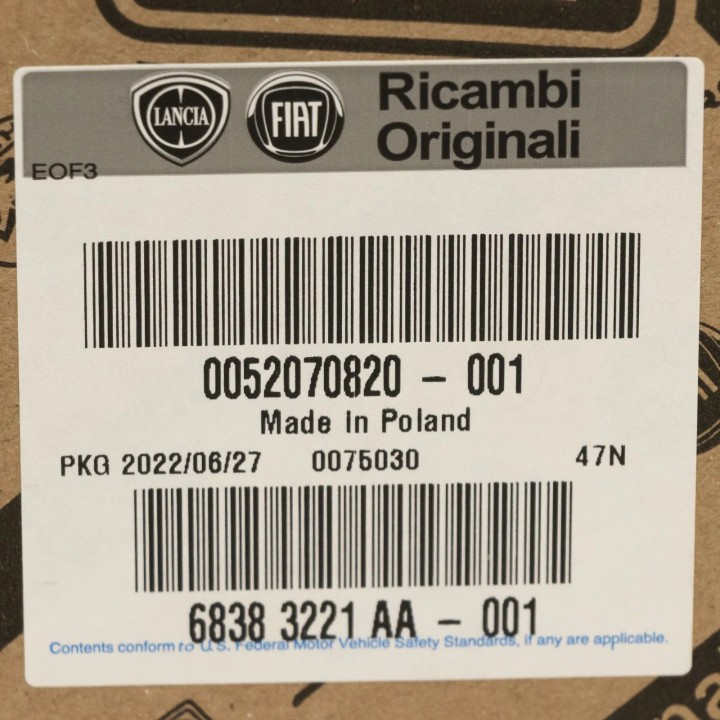 LANCIA FIAT Ricambi
Originali
EOF3
0052070820 - 001
Made in Poland
PKG 2022/06/27 0075030 47N
6838 3221 AA - 001
Contents conform to U.S. Federal Motor Vehicle Safety Standards, if any are applicable.